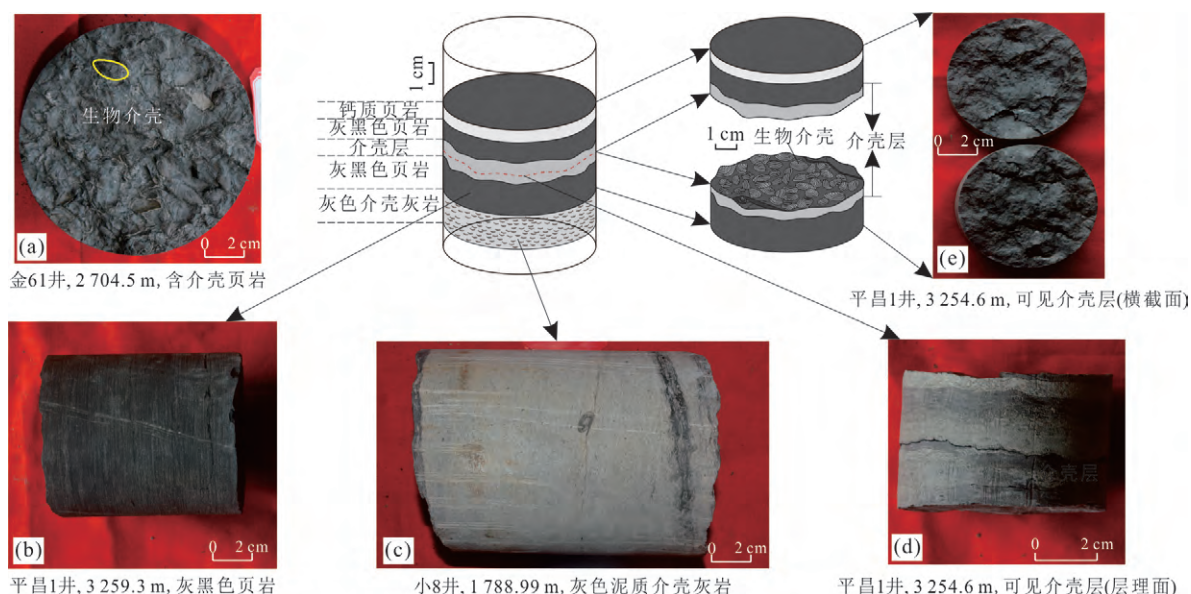 1 cm
钙质页岩
灰黑色页岩
介壳层
灰黑色页岩
灰色介壳灰岩
1 cm
生物介壳
介壳层
生物介壳
(a)
0 2 cm
金61井, 2 704.5 m, 含介壳页岩
0 2 cm
(e)
平昌1井, 3 254.6 m, 可见介壳层(横截面)
(b)
0 2 cm
平昌1井, 3 259.3 m, 灰黑色页岩
(c)
0 2 cm
小8井, 1 788.99 m, 灰色泥质介壳灰岩
介壳层
0 2 cm
(d)
平昌1井, 3 254.6 m, 可见介壳层(层理面)